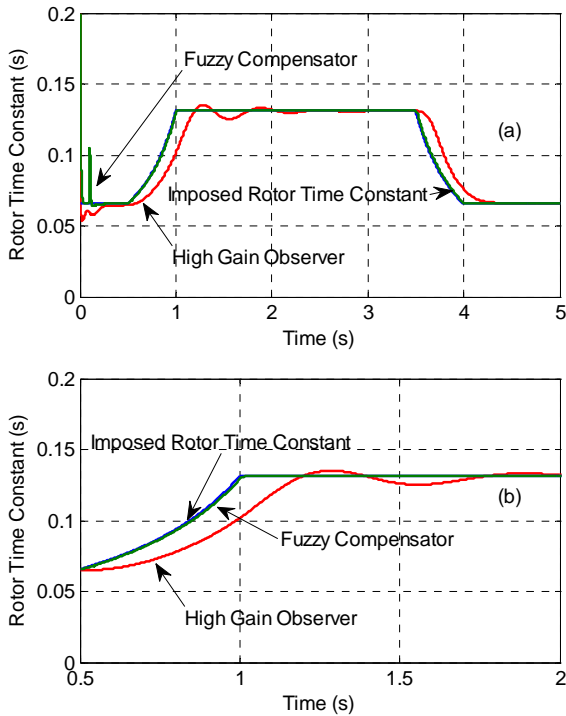 0.2
Fuzzy Compensator
0.15
(a)
0.1
Imposed Rotor Time Constant
0.05
High Gain Observer
0
0 1 2 3 4 5
Time (s)
Rotor Time Constant (s)
0.2
Imposed Rotor Time Constant
0.15
(b)
0.1
Fuzzy Compensator
0.05
High Gain Observer
0
0.5 1 1.5 2
Time (s)
Rotor Time Constant (s)